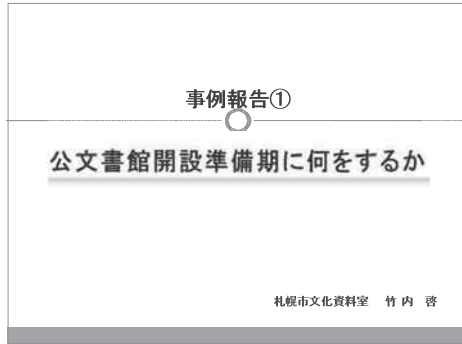 事例報告①
公文書館開設準備期に何をするか
札幌市文化資料室 竹内 啓